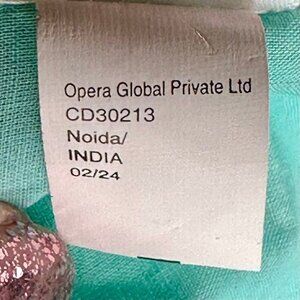 Opera Global Private Ltd
CD30213
Noida/
INDIA
02/24